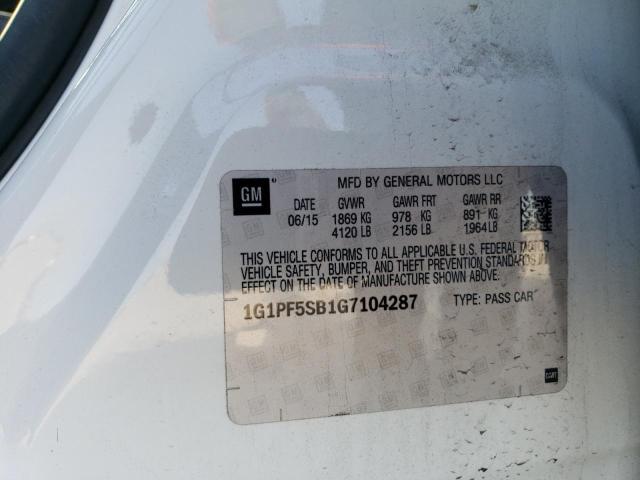 GM
MFD BY GENERAL MOTORS LLC
DATE GVWR GAWR FRT GAWR RR
06/15 1869 KG 978 KG 891 KG
4120 LB 2156 LB 1964 LB
THIS VEHICLE CONFORMS TO ALL APPLICABLE U.S. FEDERAL MOTOR
VEHICLE SAFETY, BUMPER, AND THEFT PREVENTION STANDARDS IN
EFFECT ON THE DATE OF MANUFACTURE SHOWN ABOVE.
1G1PF5SB1G7104287 TYPE: PASS CAR